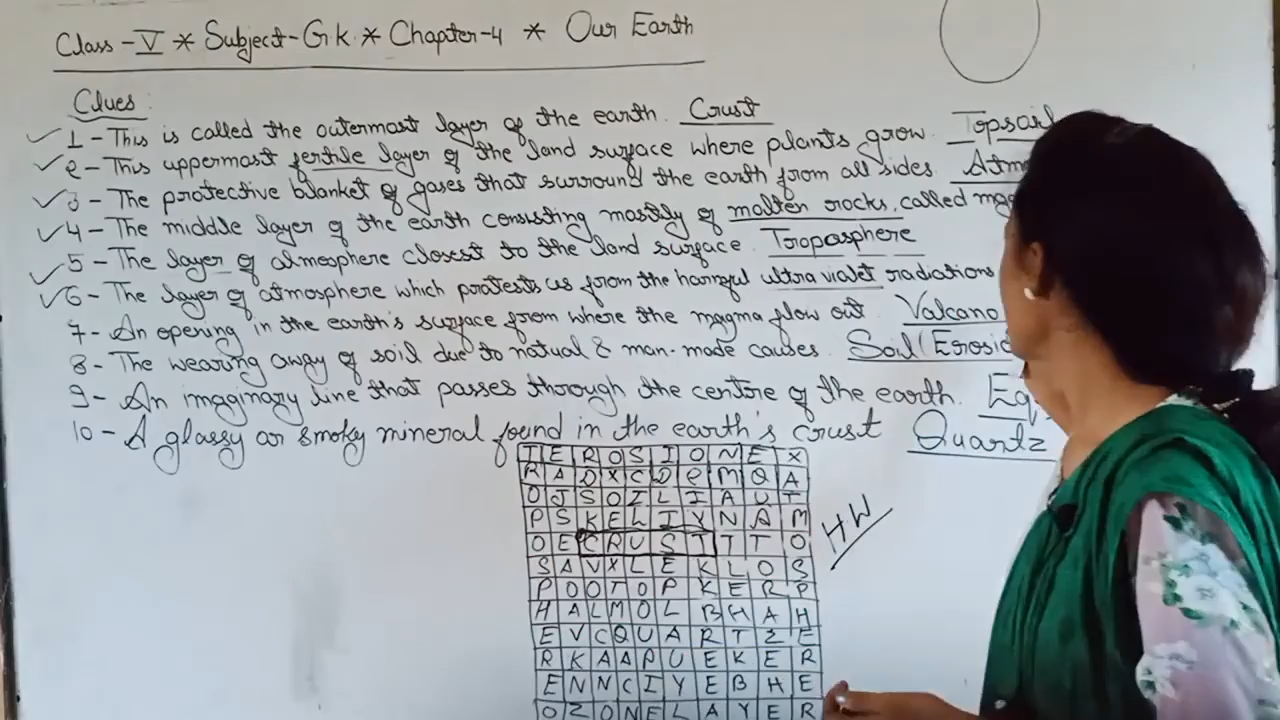 Class - V * Subject - G.k. * Chapter-4 * Our Earth
Clues :
1 - This is called the outermost layer of the earth. Crust
2 - This uppermost fertile layer of the land surface where plants grow. Topsoil
3 - The protective blanket of gases that surround the earth from all sides. Atm
4 - The middle layer of the earth consisting mostly of molten rocks, called mag
5 - The layer of atmosphere closest to the land surface. Troposphere
6 - The layer of atmosphere which protests us from the harmful ultra violet radiations
7 - An opening in the earth's surface from where the magma flow out. Valcano
8 - The wearing away of soil due to natual & man-made causes. Soil Erosio
9 - An imaginary line that passes through the centre of the earth. Eq
10 - A glassy or smoky mineral found in the earth's crust Quartz
T E R O S I O N E X
R A D X C D P M Q A
O J S O I L I A U T
P S K E L I Y N A M
O E C R U S T T T O
S A V X L E K L O S
P O O T O P K E R P
H A L M O L B H A H
E V C Q U A R T Z E
R K A A P U E K E R
E N N C I Y E B H E
O Z O N E L A Y E R
HW